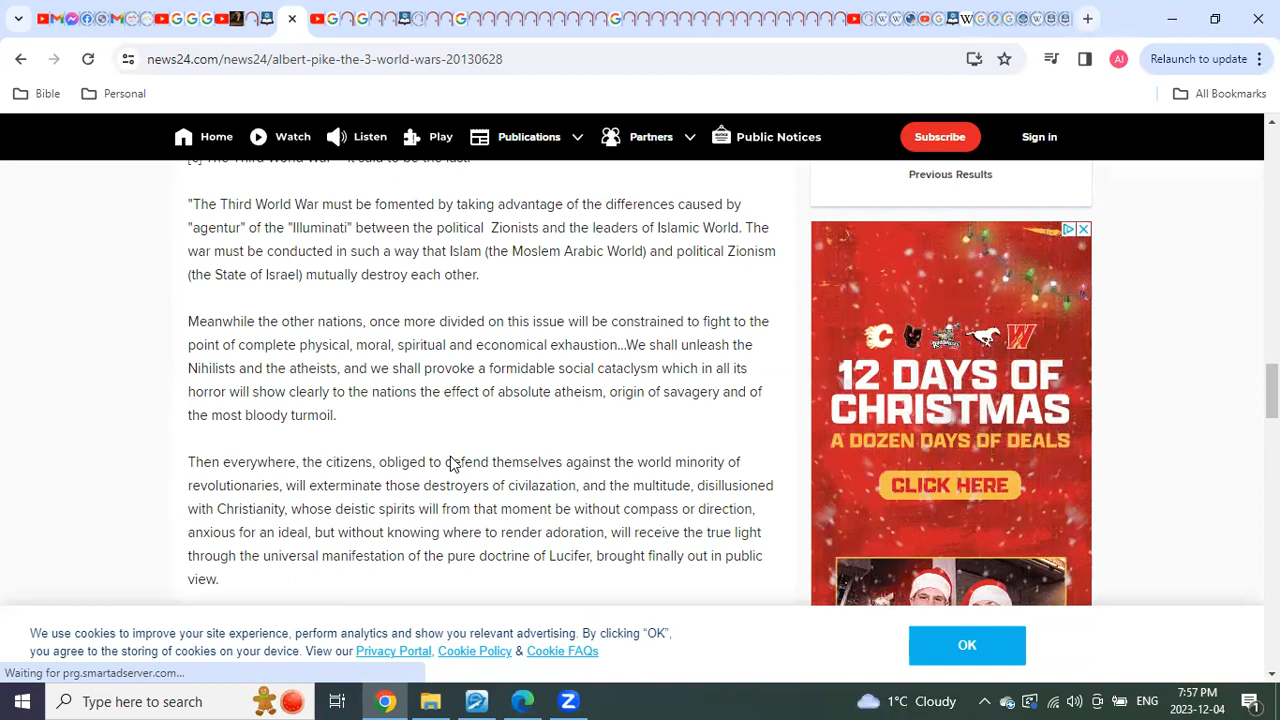 news24.com/news24/albert-pike-the-3-world-wars-20130628
AI
Relaunch to update
Bible
Personal
All Bookmarks
Home
Watch
Listen
Play
Publications
Partners
Public Notices
Subscribe
Sign in
Previous Results
"The Third World War must be fomented by taking advantage of the differences caused by
"agentur" of the "Illuminati" between the political Zionists and the leaders of Islamic World. The
war must be conducted in such a way that Islam (the Moslem Arabic World) and political Zionism
(the State of Israel) mutually destroy each other.
Meanwhile the other nations, once more divided on this issue will be constrained to fight to the
point of complete physical, moral, spiritual and economical exhaustion…We shall unleash the
Nihilists and the atheists, and we shall provoke a formidable social cataclysm which in all its
horror will show clearly to the nations the effect of absolute atheism, origin of savagery and of
the most bloody turmoil.
Then everywhere, the citizens, obliged to defend themselves against the world minority of
revolutionaries, will exterminate those destroyers of civilazation, and the multitude, disillusioned
with Christianity, whose deistic spirits will from that moment be without compass or direction,
anxious for an ideal, but without knowing where to render adoration, will receive the true light
through the universal manifestation of the pure doctrine of Lucifer, brought finally out in public
view.
12 DAYS OF
CHRISTMAS
A DOZEN DAYS OF DEALS
CLICK HERE
We use cookies to improve your site experience, perform analytics and show you relevant advertising. By clicking "OK",
you agree to the storing of cookies on your device. View our Privacy Portal, Cookie Policy & Cookie FAQs
OK
Waiting for prg.smartadserver.com...
Type here to search
1°C Cloudy
ENG
7:57 PM
2023-12-04